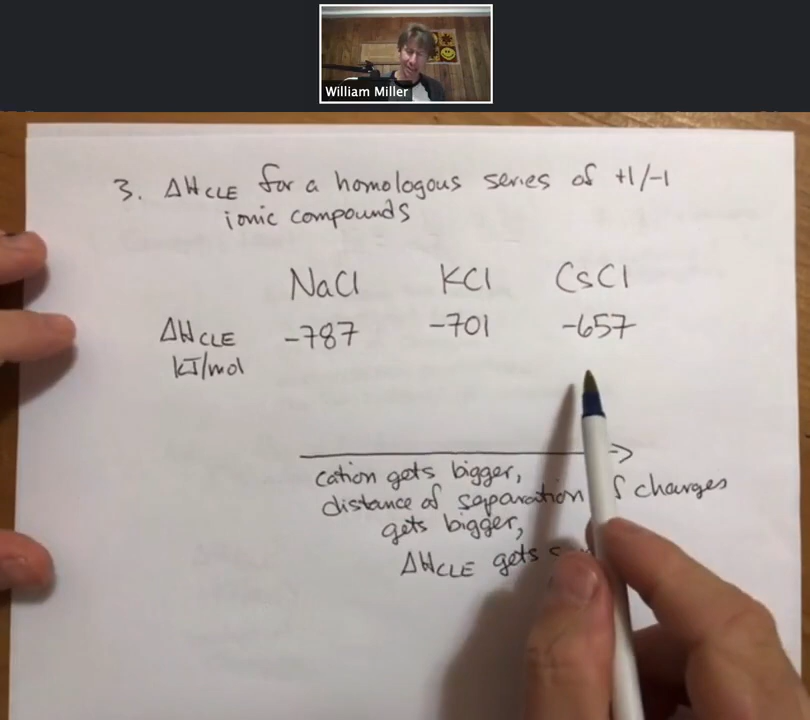 William Miller
3. ΔHCLE for a homologous series of +1/-1
ionic compounds
NaCl KCl CsCl
ΔHCLE -787 -701 -657
kJ/mol
cation gets bigger,
distance of separation charges
gets bigger,
ΔHCLE gets